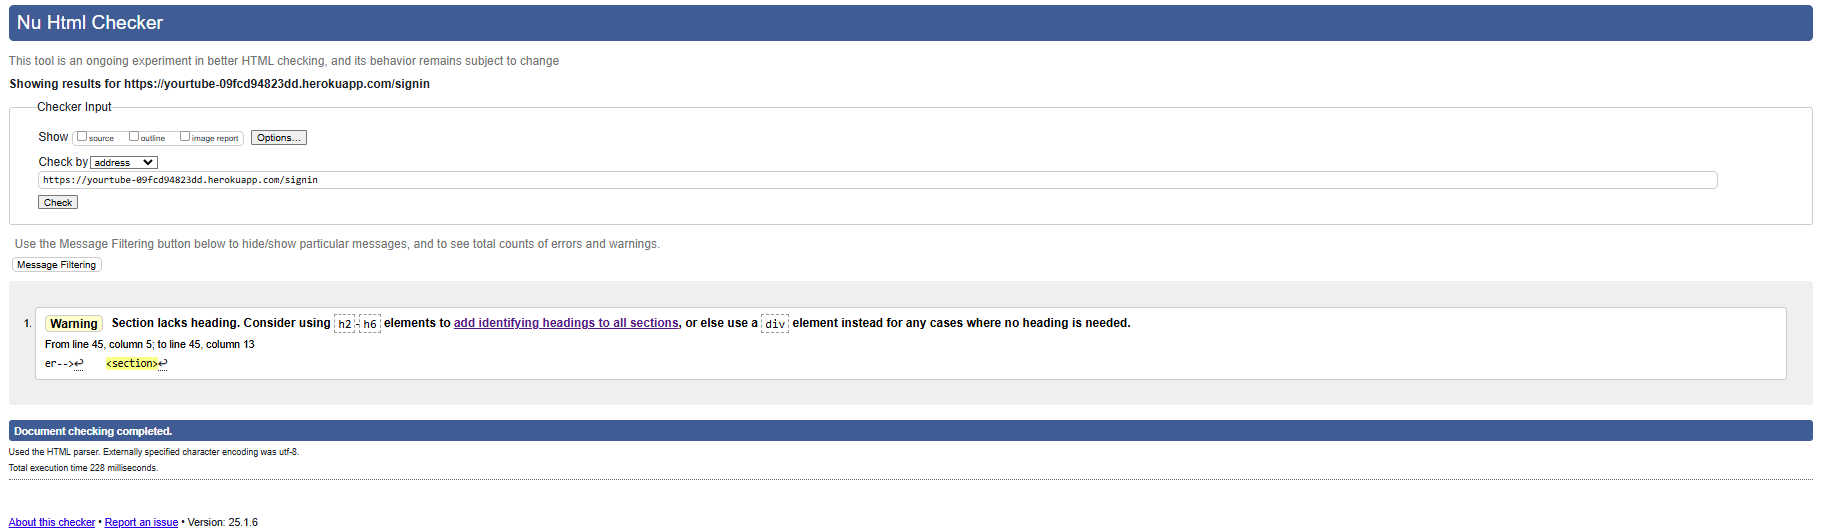 Nu Html Checker
This tool is an ongoing experiment in better HTML checking, and its behavior remains subject to change
Showing results for https://yourtube-09fcd94823dd.herokuapp.com/signin
Checker Input
Show source outline image report Options...
Check by address
https://yourtube-09fcd94823dd.herokuapp.com/signin
Check
Use the Message Filtering button below to hide/show particular messages, and to see total counts of errors and warnings.
Message Filtering
1. Warning Section lacks heading. Consider using h2-h6 elements to add identifying headings to all sections, or else use a div element instead for any cases where no heading is needed.
From line 45, column 5; to line 45, column 13
er-->↩ <section>↩
Document checking completed.
Used the HTML parser. Externally specified character encoding was utf-8.
Total execution time 228 milliseconds.
About this checker • Report an issue • Version: 25.1.6